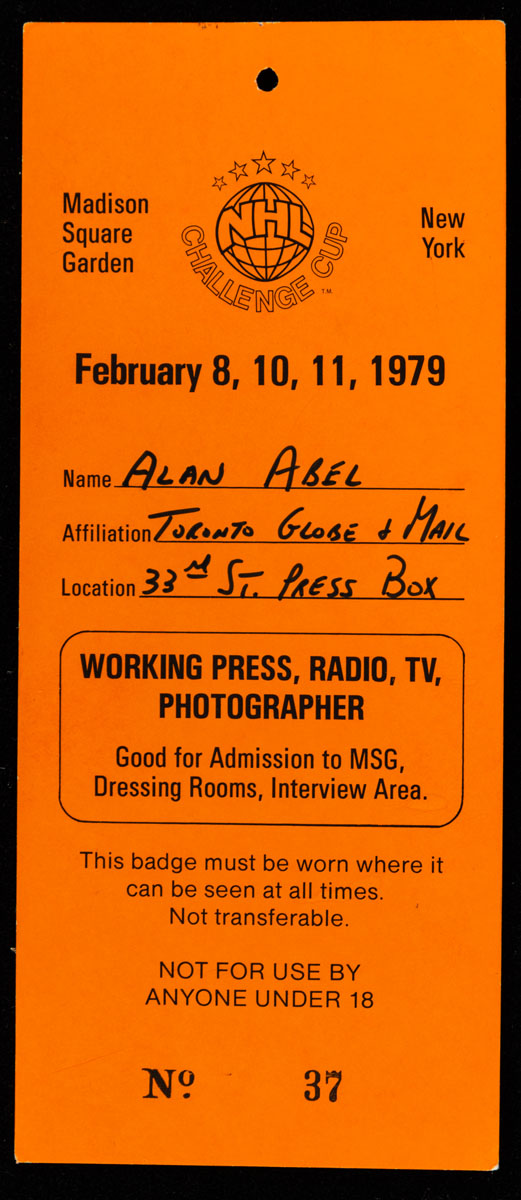 Madison
Square
Garden
NHL
CHALLENGE CUP
T.M.
New
York
February 8, 10, 11, 1979
Name ALAN ABEL
Affiliation TORONTO GLOBE & MAIL
Location 33rd ST. PRESS BOX
WORKING PRESS, RADIO, TV,
PHOTOGRAPHER
Good for Admission to MSG,
Dressing Rooms, Interview Area.
This badge must be worn where it
can be seen at all times.
Not transferable.
NOT FOR USE BY
ANYONE UNDER 18
Nº 37